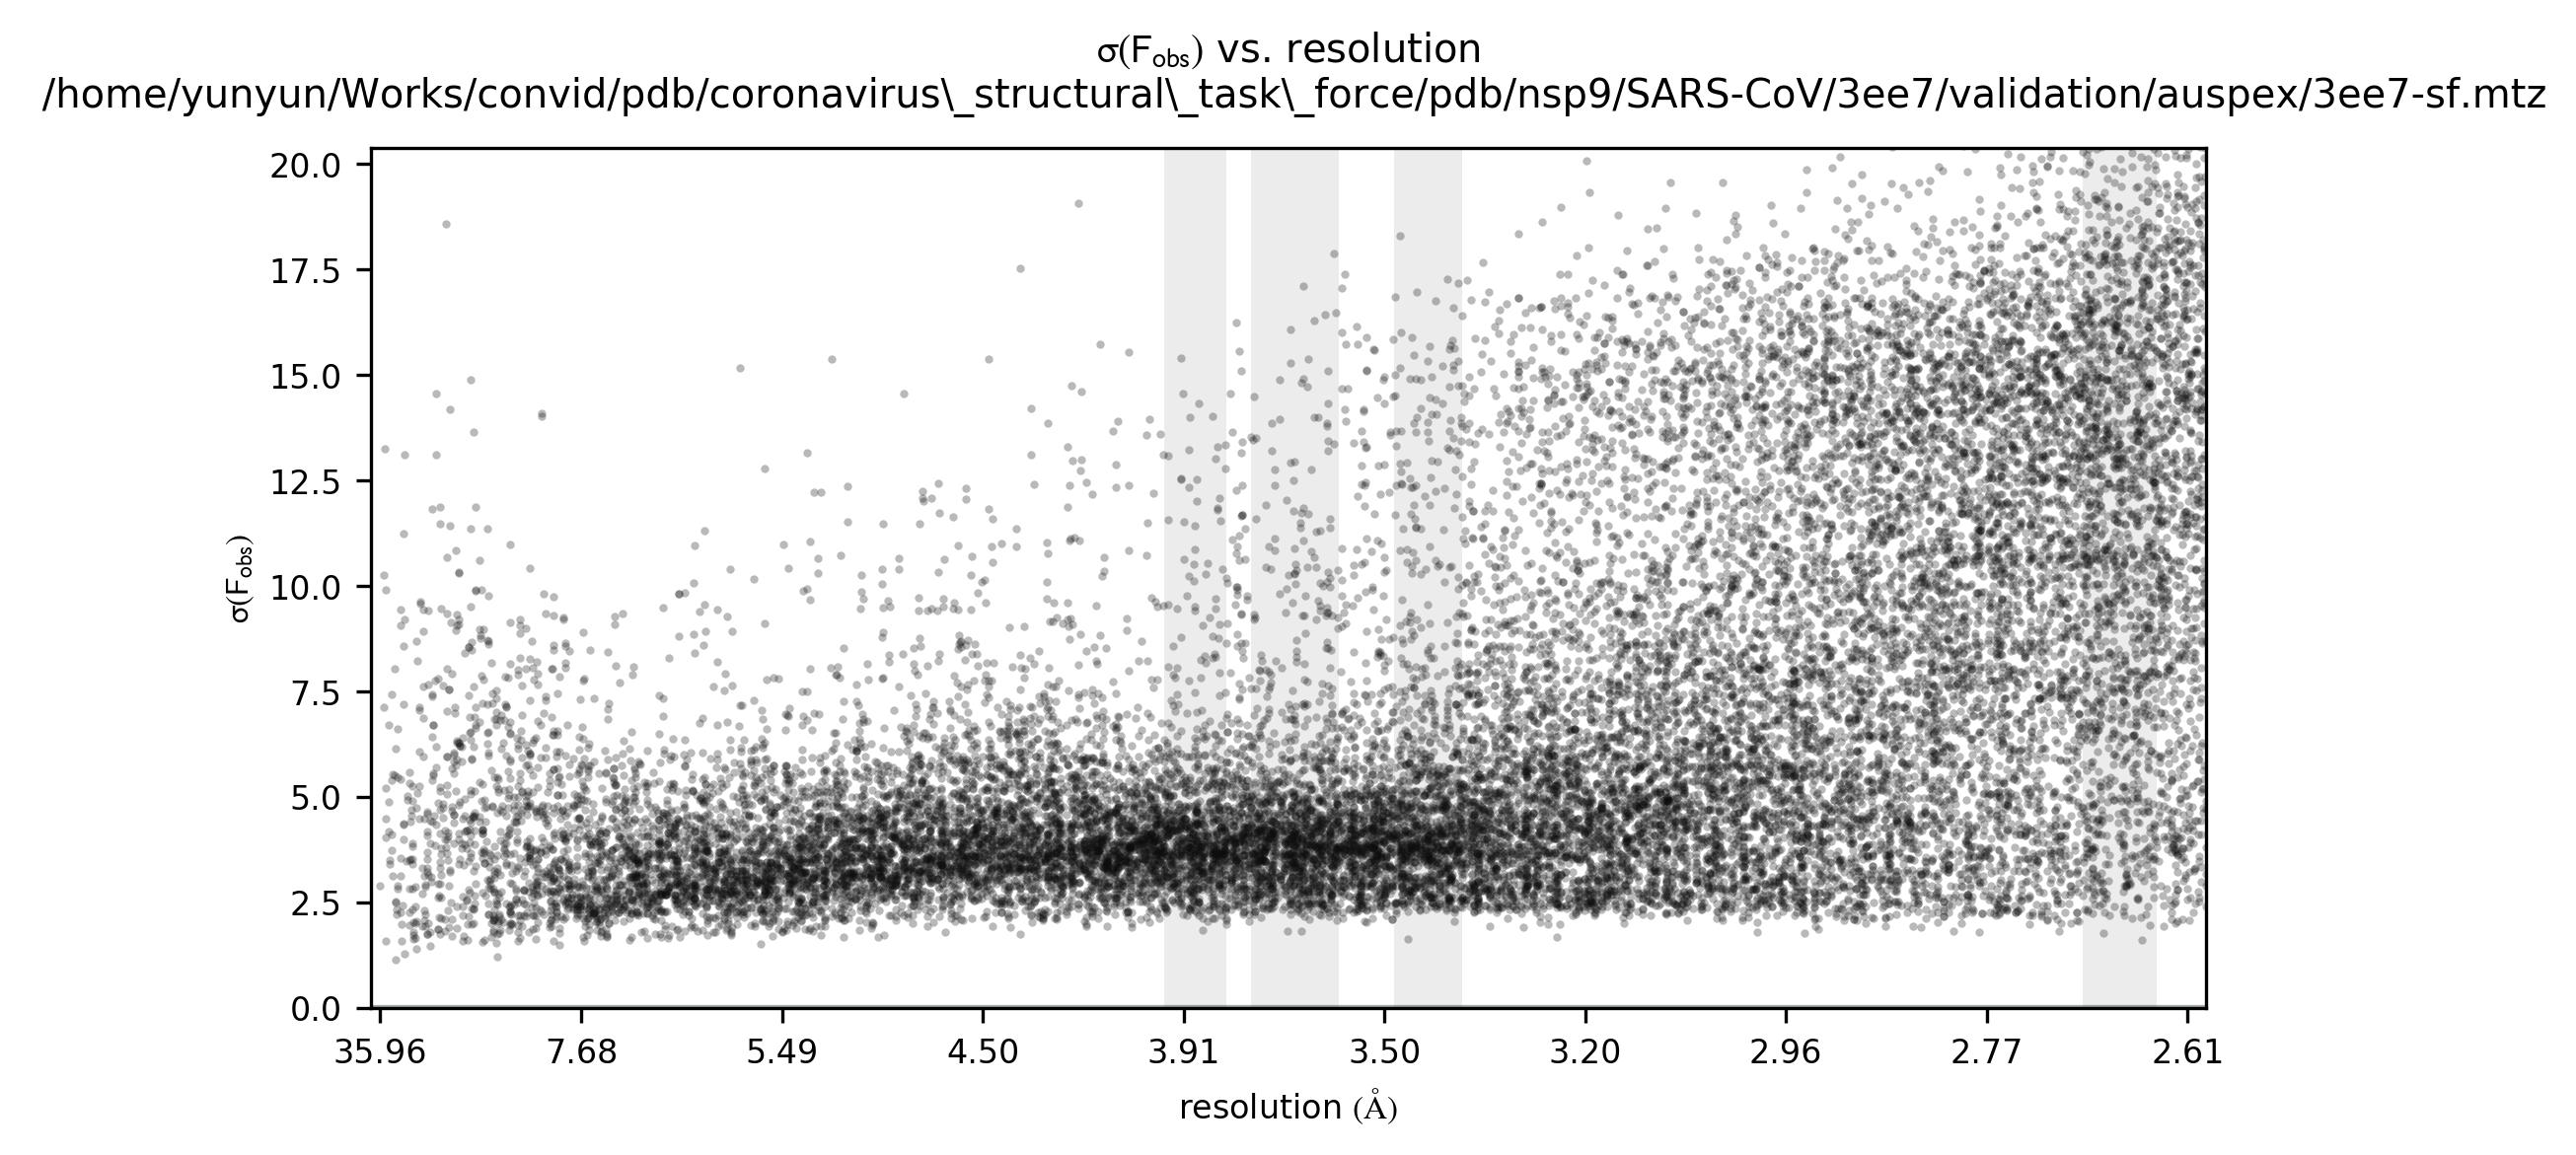 σ(F_obs) vs. resolution
/home/yunyun/Works/convid/pdb/coronavirus\_structural\_task\_force/pdb/nsp9/SARS-CoV/3ee7/validation/auspex/3ee7-sf.mtz
σ(F_obs)
20.0
17.5
15.0
12.5
10.0
7.5
5.0
2.5
0.0
35.96 7.68 5.49 4.50 3.91 3.50 3.20 2.96 2.77 2.61
resolution (Å)